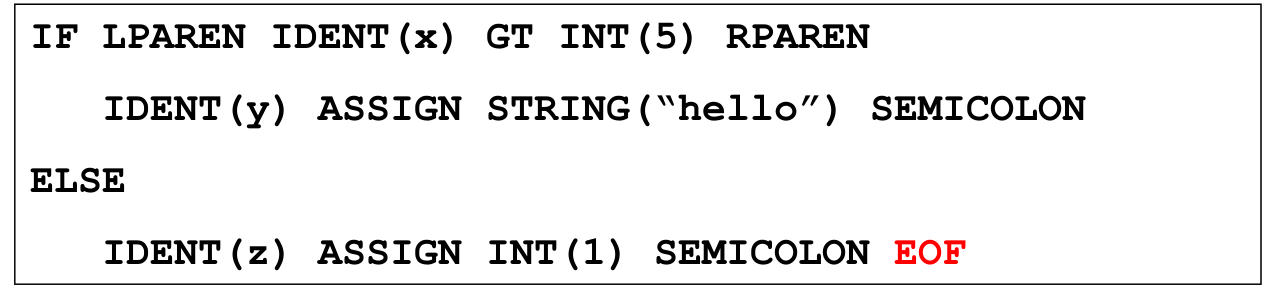 IF LPAREN IDENT(x) GT INT(5) RPAREN
IDENT(y) ASSIGN STRING(“hello”) SEMICOLON
ELSE
IDENT(z) ASSIGN INT(1) SEMICOLON EOF